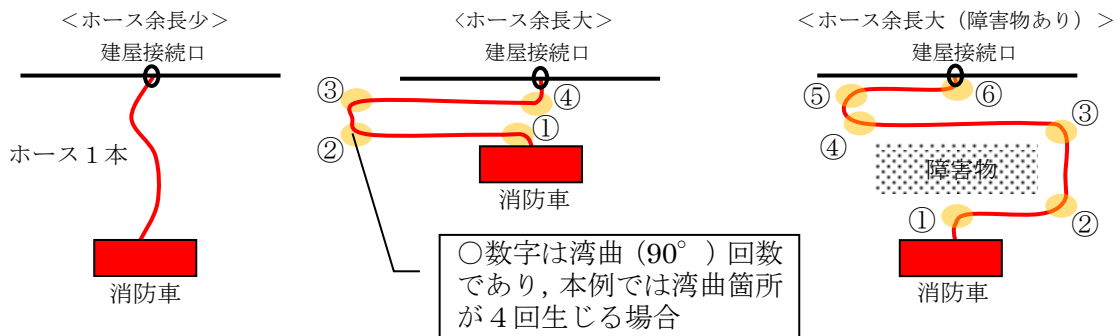 ＜ホース余長少＞
建屋接続口
ホース１本
消防車
＜ホース余長大＞
建屋接続口
③
④
②
①
消防車
○数字は湾曲（90°）回数
であり，本例では湾曲箇所
が４回生じる場合
＜ホース余長大（障害物あり）＞
建屋接続口
⑤
⑥
③
④
障害物
①
②
消防車